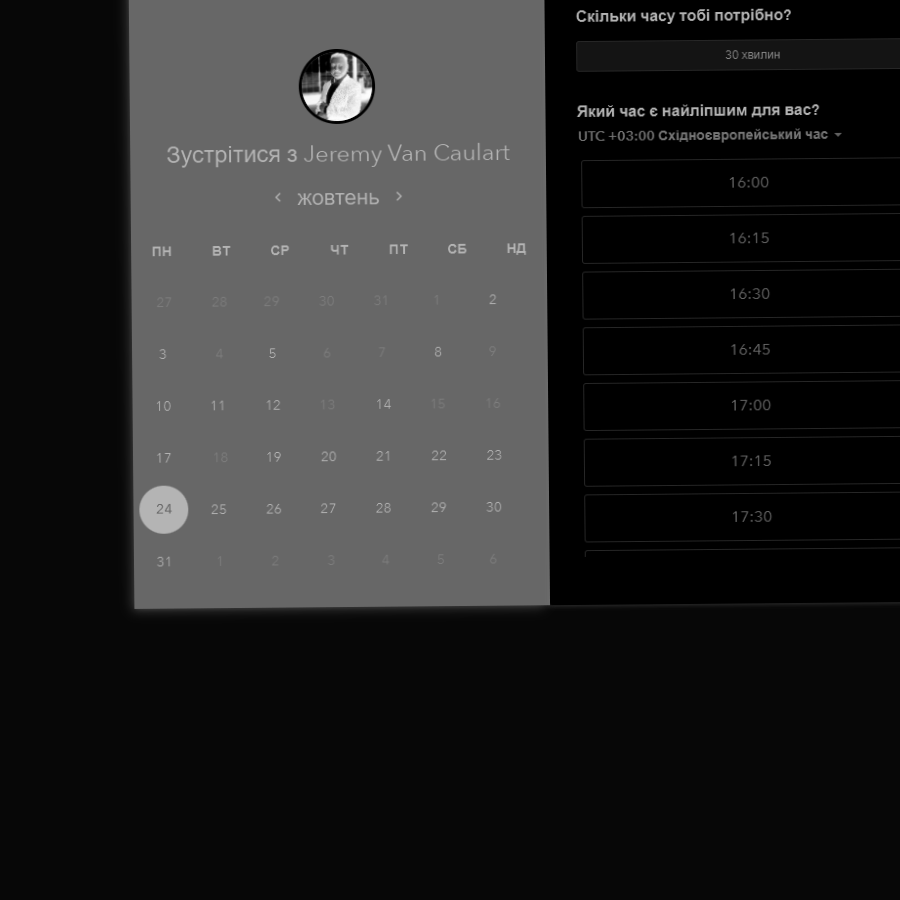 Зустрітися з Jeremy Van Caulart
жовтень
ПН ВТ СР ЧТ ПТ СБ НД
27 28 29 30 31 1 2
3 4 5 6 7 8 9
10 11 12 13 14 15 16
17 18 19 20 21 22 23
24 25 26 27 28 29 30
31 1 2 3 4 5 6
Скільки часу тобі потрібно?
30 хвилин
Який час є найліпшим для вас?
UTC +03:00 Східноєвропейський час
16:00
16:15
16:30
16:45
17:00
17:15
17:30